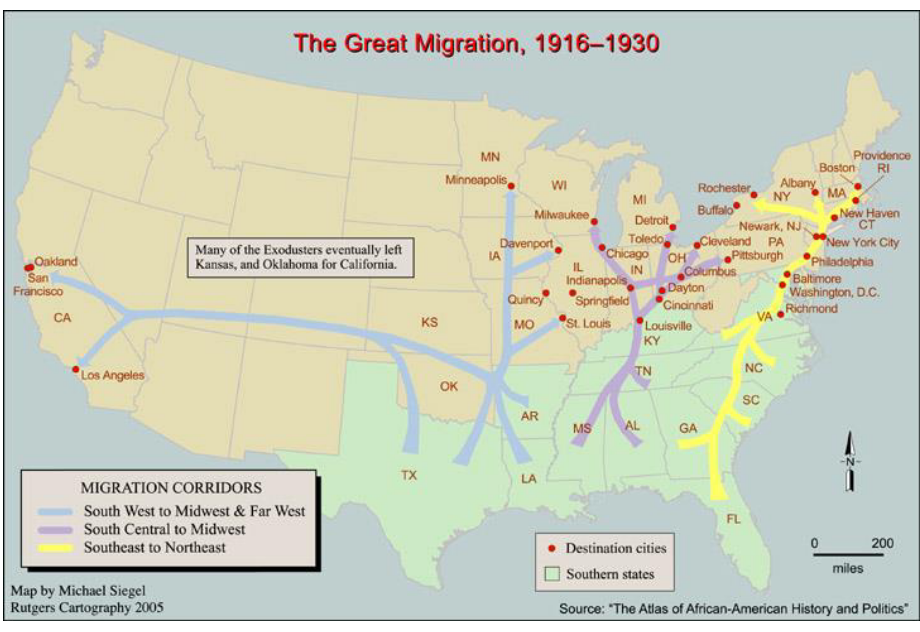 The Great Migration, 1916–1930
MN
Minneapolis
WI
MI
Milwaukee
Detroit
Rochester
Buffalo
Albany
NY
Boston
MA
Providence
RI
New Haven
CT
Newark, NJ
New York City
PA
Philadelphia
Baltimore
Washington, D.C.
Richmond
VA
Toledo
Cleveland
OH
Pittsburgh
Columbus
Dayton
Cincinnati
Chicago
IN
Indianapolis
IL
Springfield
Davenport
IA
Quincy
MO
St. Louis
Louisville
KY
Many of the Exodusters eventually left
Kansas, and Oklahoma for California.
Oakland
San
Francisco
CA
Los Angeles
KS
OK
AR
TN
NC
SC
MS
AL
GA
TX
LA
FL
MIGRATION CORRIDORS
South West to Midwest & Far West
South Central to Midwest
Southeast to Northeast
Destination cities
Southern states
N
0 200
miles
Map by Michael Siegel
Rutgers Cartography 2005
Source: "The Atlas of African-American History and Politics"